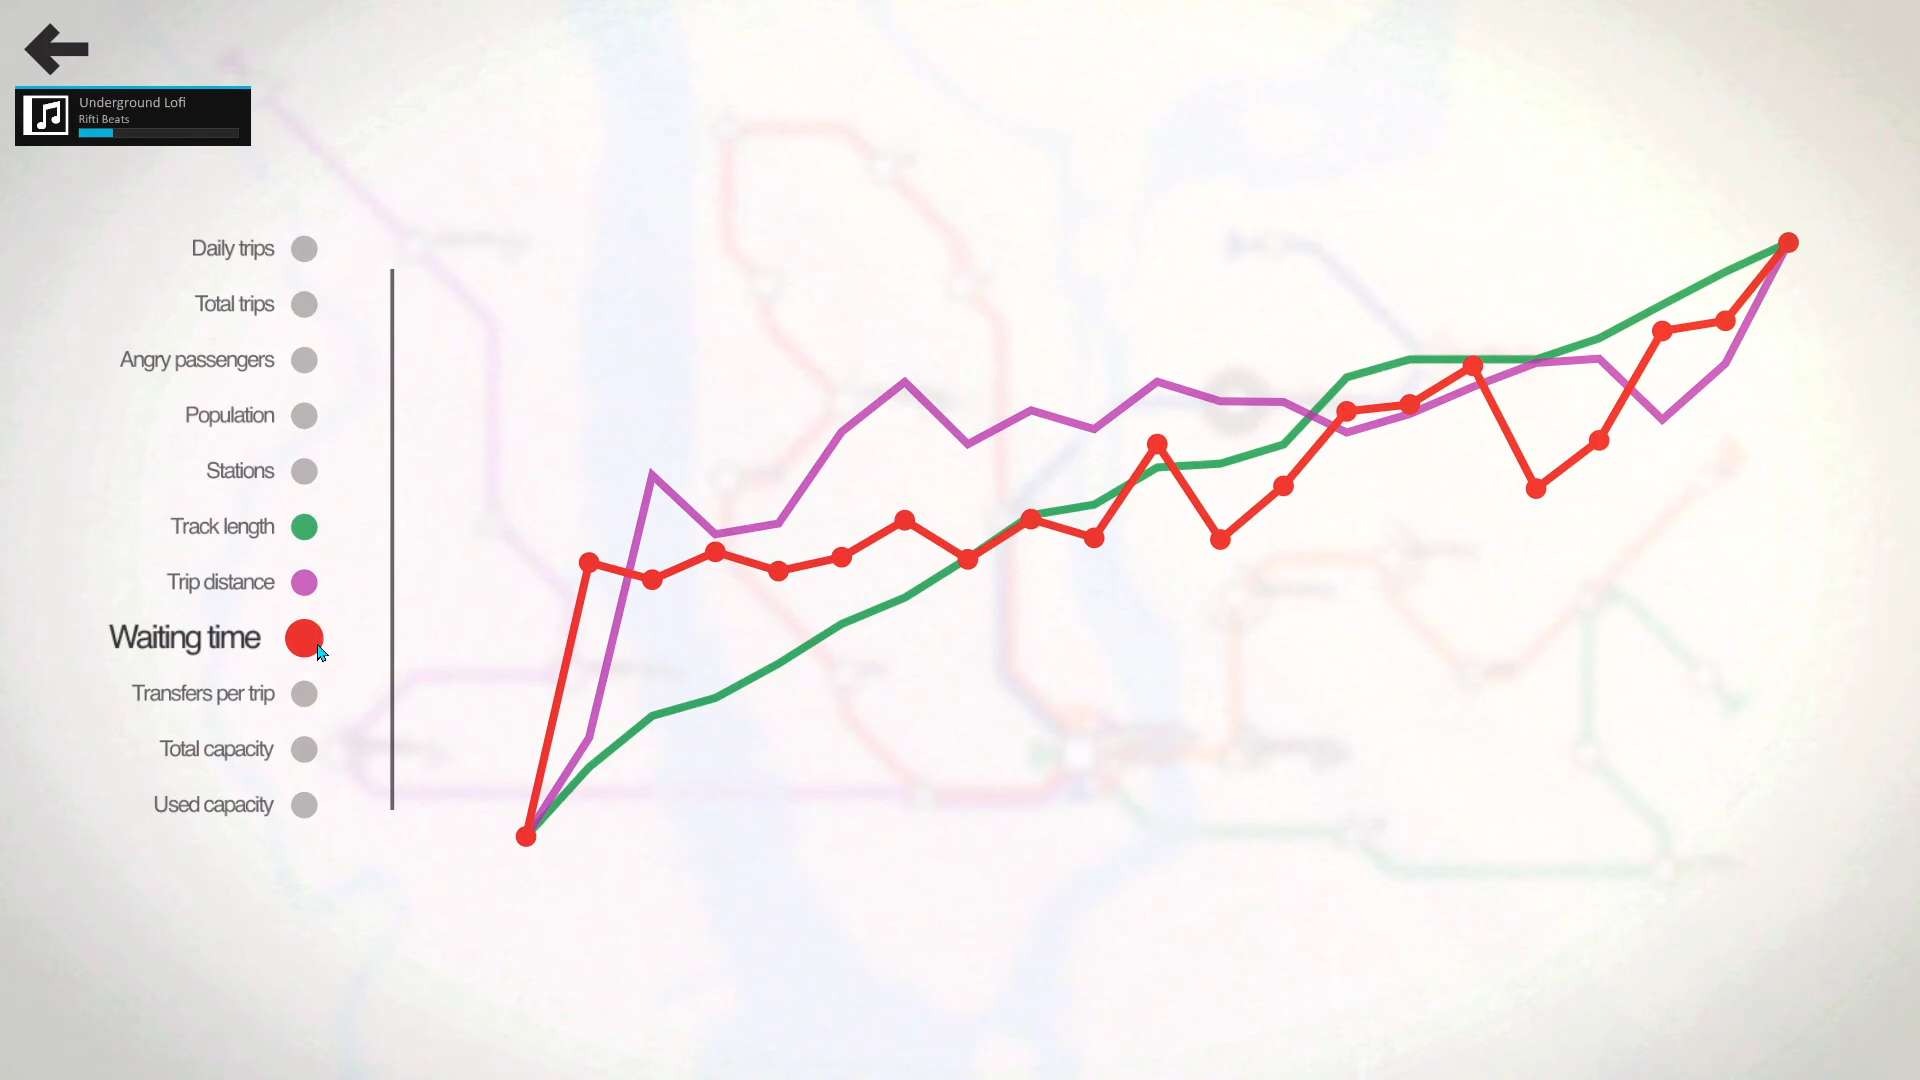 Underground Lofi
Rifti Beats
Daily trips
Total trips
Angry passengers
Population
Stations
Track length
Trip distance
Waiting time
Transfers per trip
Total capacity
Used capacity